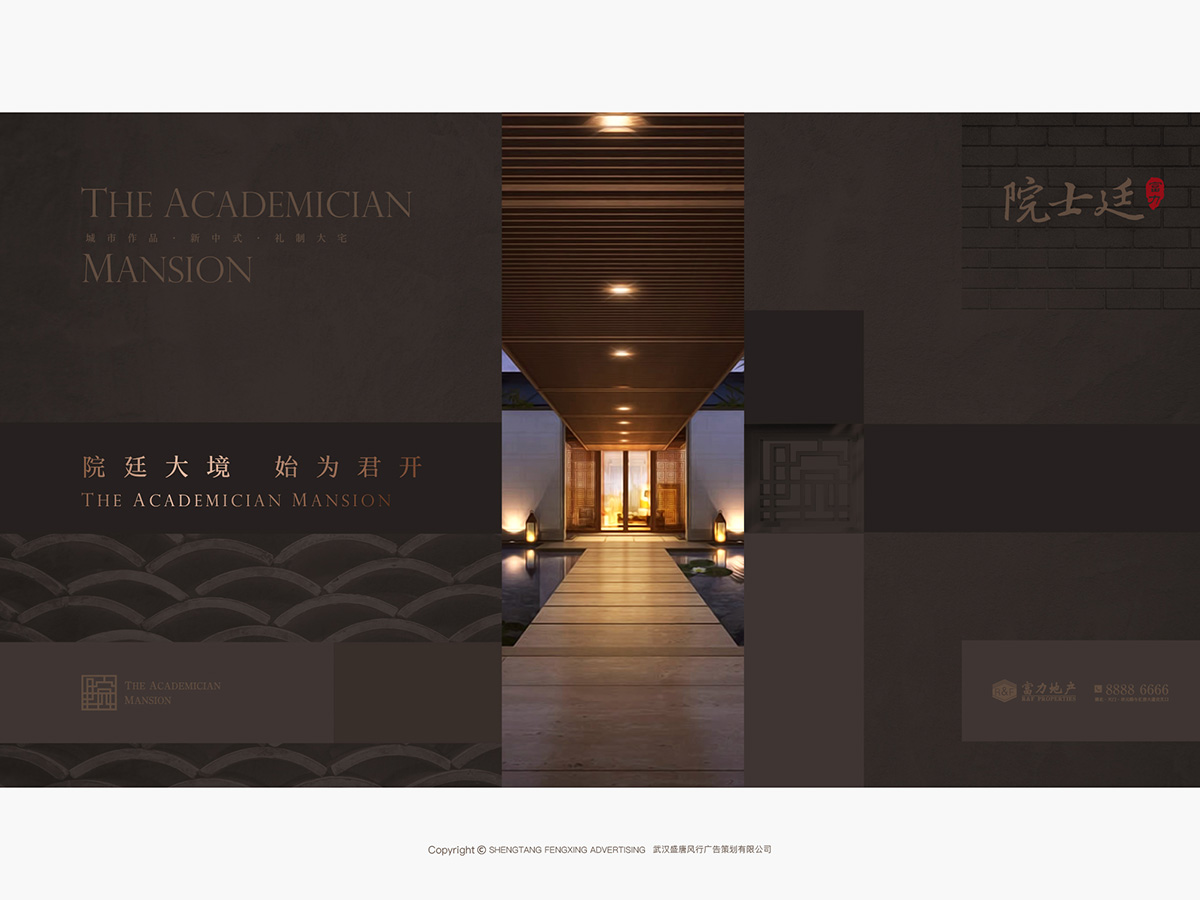 THE ACADEMICIAN
城市作品·新中式·礼制大宅
MANSION
院士廷
富力
院廷大境 始为君开
THE ACADEMICIAN MANSION
THE ACADEMICIAN
MANSION
R&F
富力地产
R&F PROPERTIES
8888 6666
Copyright © SHENGTANG FENGXING ADVERTISING 武汉盛唐风行广告策划有限公司